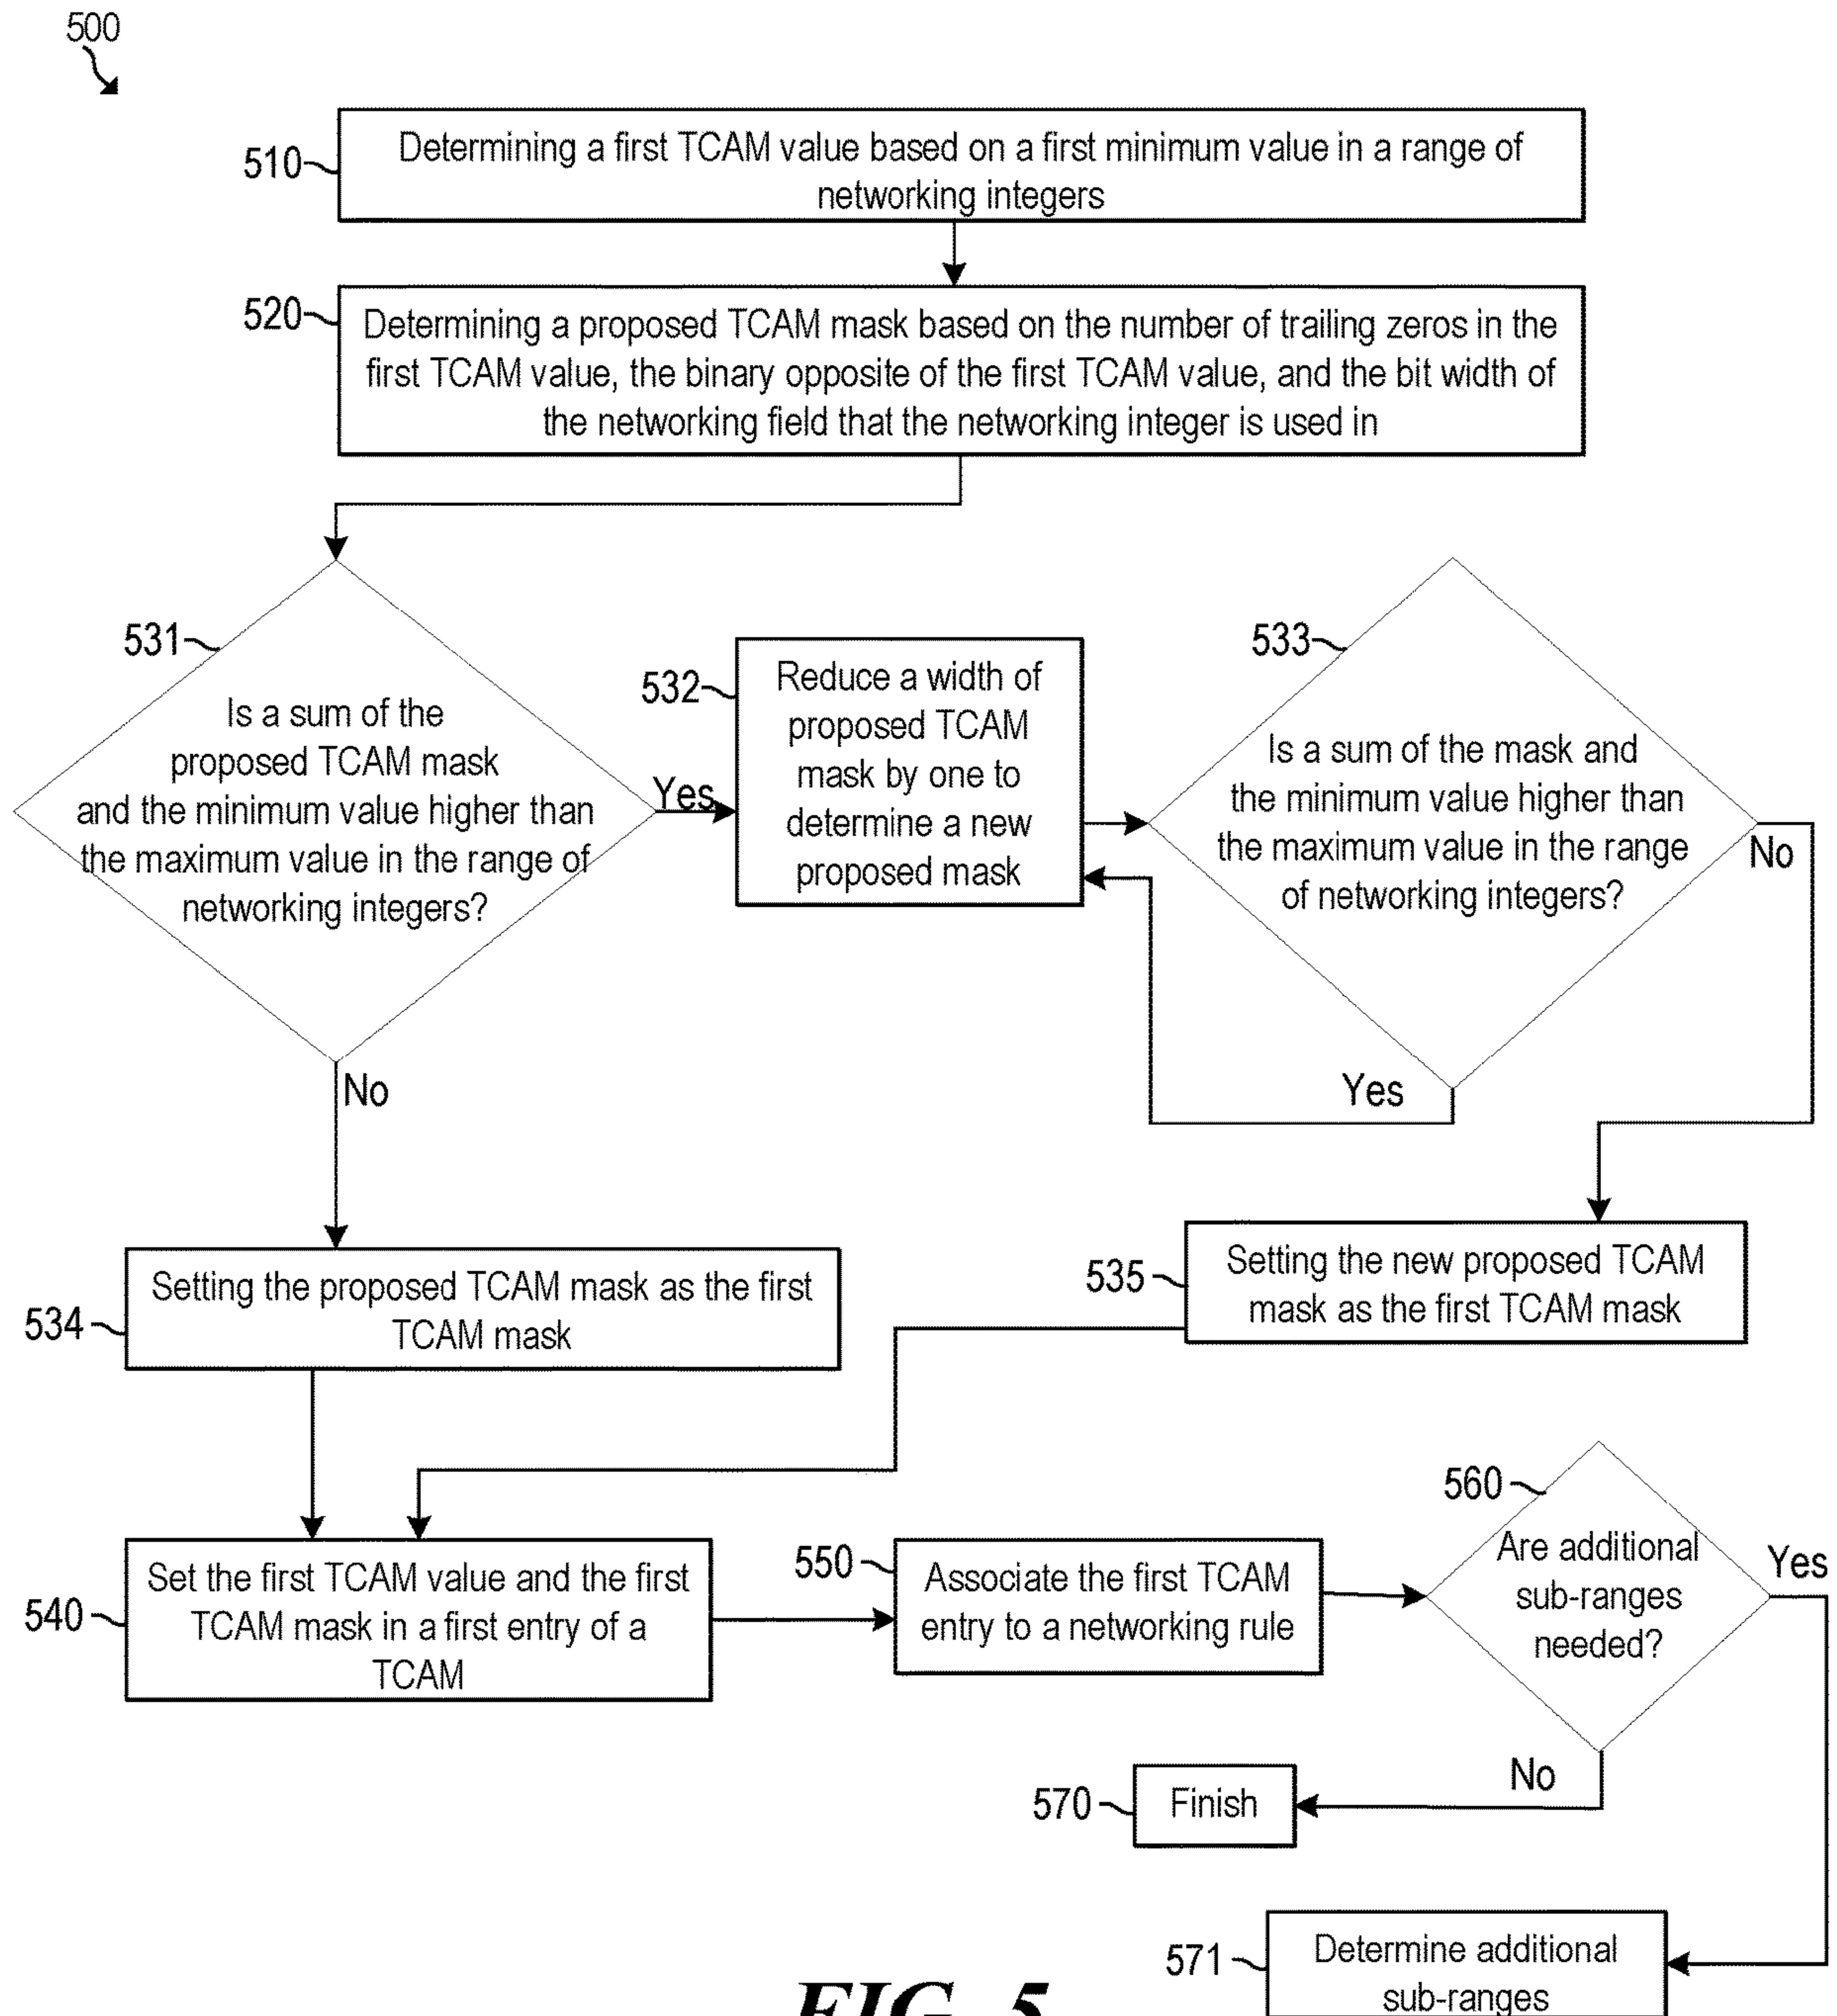 500
510
Determining a first TCAM value based on a first minimum value in a range of
networking integers
520
Determining a proposed TCAM mask based on the number of trailing zeros in the
first TCAM value, the binary opposite of the first TCAM value, and the bit width of
the networking field that the networking integer is used in
531
Is a sum of the
proposed TCAM mask
and the minimum value higher than
the maximum value in the range of
networking integers?
Yes
No
532
Reduce a width of
proposed TCAM
mask by one to
determine a new
proposed mask
533
Is a sum of the mask and
the minimum value higher than
the maximum value in the range
of networking integers?
No
Yes
534
Setting the proposed TCAM mask as the first
TCAM mask
535
Setting the new proposed TCAM
mask as the first TCAM mask
540
Set the first TCAM value and the first
TCAM mask in a first entry of a
TCAM
550
Associate the first TCAM
entry to a networking rule
560
Are additional
sub-ranges
needed?
Yes
No
570
Finish
571
Determine additional
sub-ranges
FIG. 5